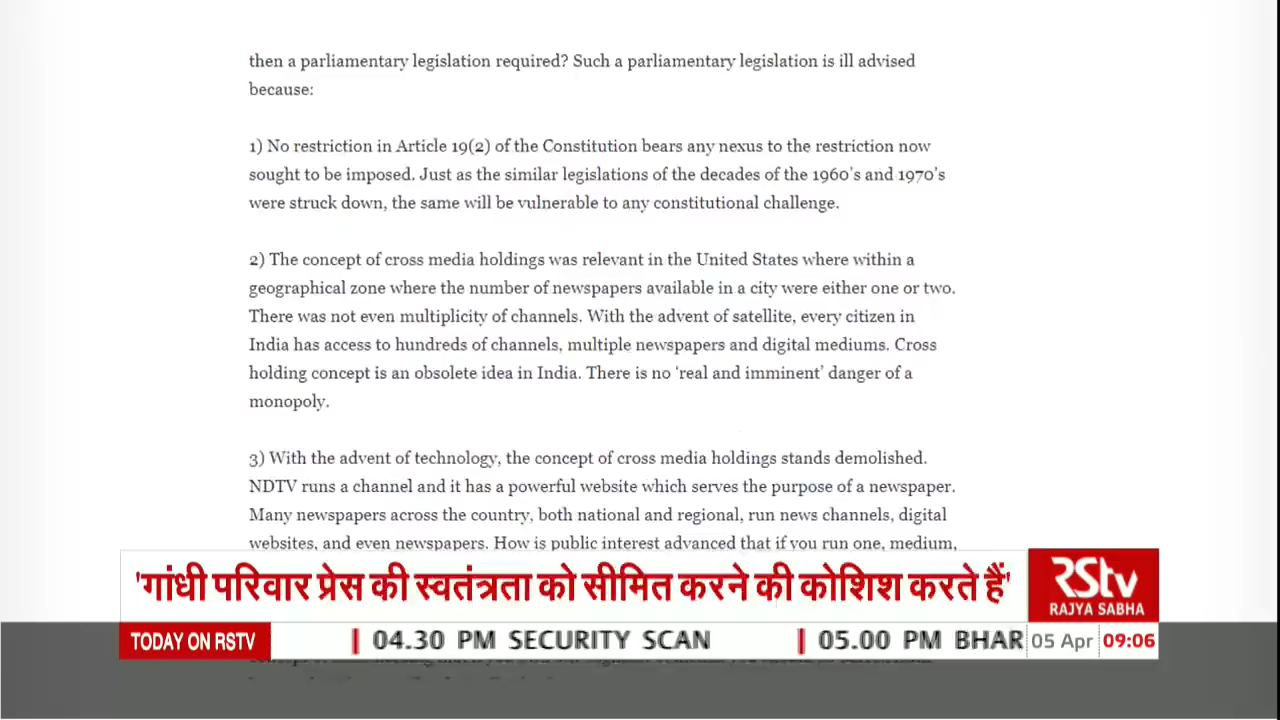 then a parliamentary legislation required? Such a parliamentary legislation is ill advised
because:
1) No restriction in Article 19(2) of the Constitution bears any nexus to the restriction now
sought to be imposed. Just as the similar legislations of the decades of the 1960's and 1970's
were struck down, the same will be vulnerable to any constitutional challenge.
2) The concept of cross media holdings was relevant in the United States where within a
geographical zone where the number of newspapers available in a city were either one or two.
There was not even multiplicity of channels. With the advent of satellite, every citizen in
India has access to hundreds of channels, multiple newspapers and digital mediums. Cross
holding concept is an obsolete idea in India. There is no 'real and imminent' danger of a
monopoly.
3) With the advent of technology, the concept of cross media holdings stands demolished.
NDTV runs a channel and it has a powerful website which serves the purpose of a newspaper.
Many newspapers across the country, both national and regional, run news channels, digital
websites, and even newspapers. How is public interest advanced that if you run one, medium,
'गांधी परिवार प्रेस की स्वतंत्रता को सीमित करने की कोशिश करते हैं'
RSTV
RAJYA SABHA
TODAY ON RSTV
04.30 PM SECURITY SCAN
05.00 PM BHAR
05 Apr
09:06